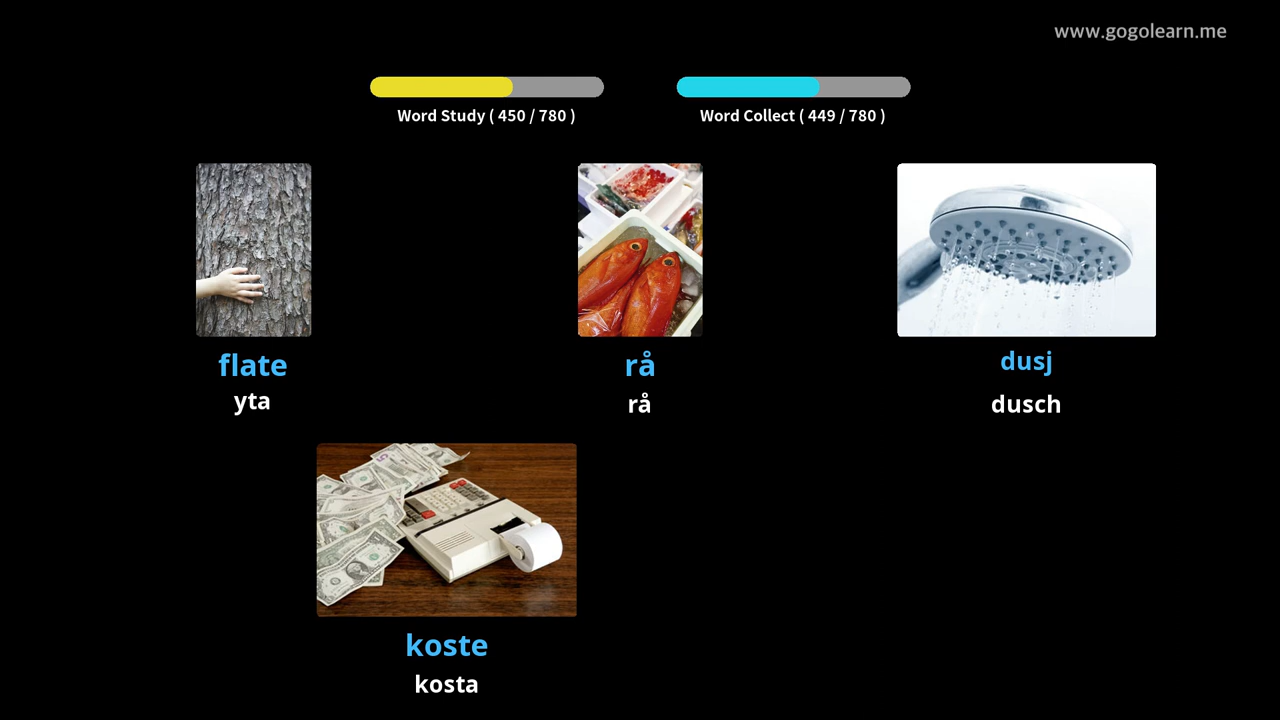 www.gogolearn.me
Word Study ( 450 / 780 )
Word Collect ( 449 / 780 )
flate
yta
rå
rå
dusj
dusch
koste
kosta